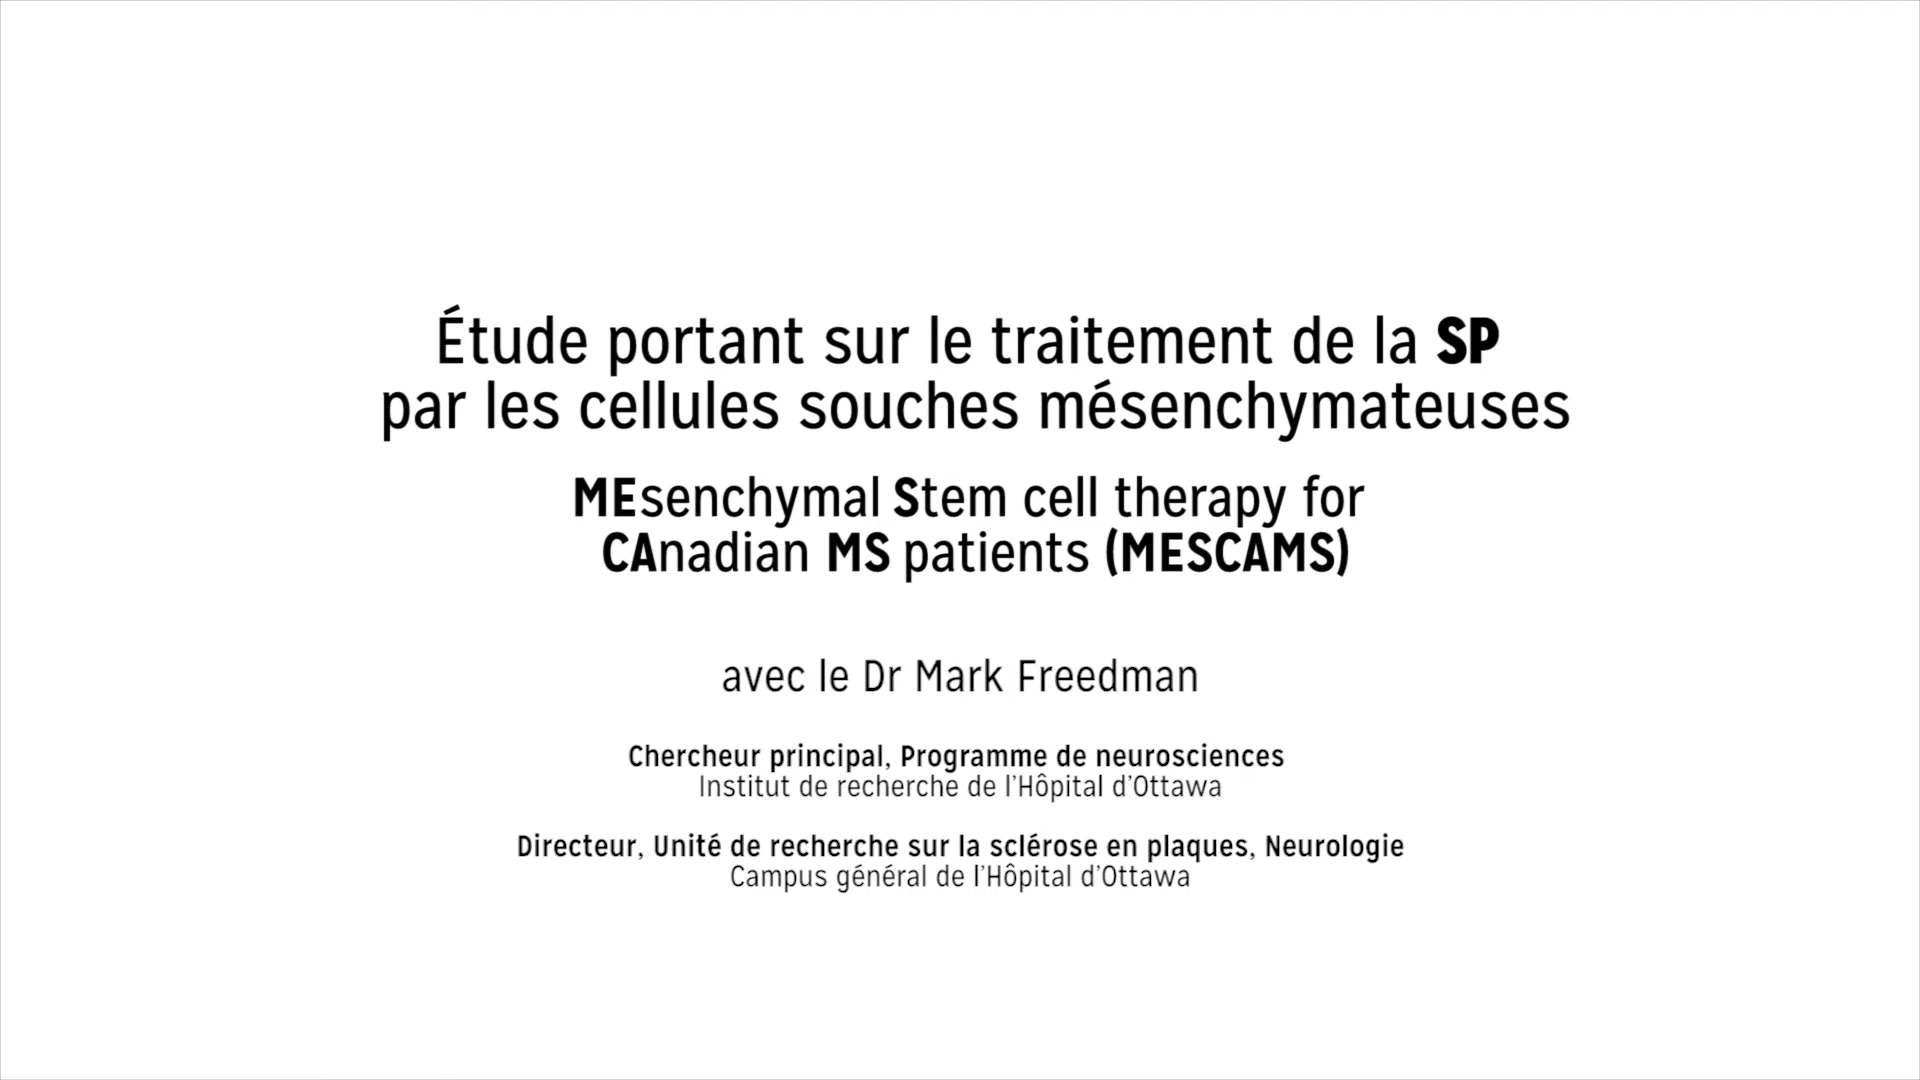 Étude portant sur le traitement de la SP
par les cellules souches mésenchymateuses
MEsenchymal Stem cell therapy for
CAnadian MS patients (MESCAMS)
avec le Dr Mark Freedman
Chercheur principal, Programme de neurosciences
Institut de recherche de l'Hôpital d'Ottawa
Directeur, Unité de recherche sur la sclérose en plaques, Neurologie
Campus général de l'Hôpital d'Ottawa